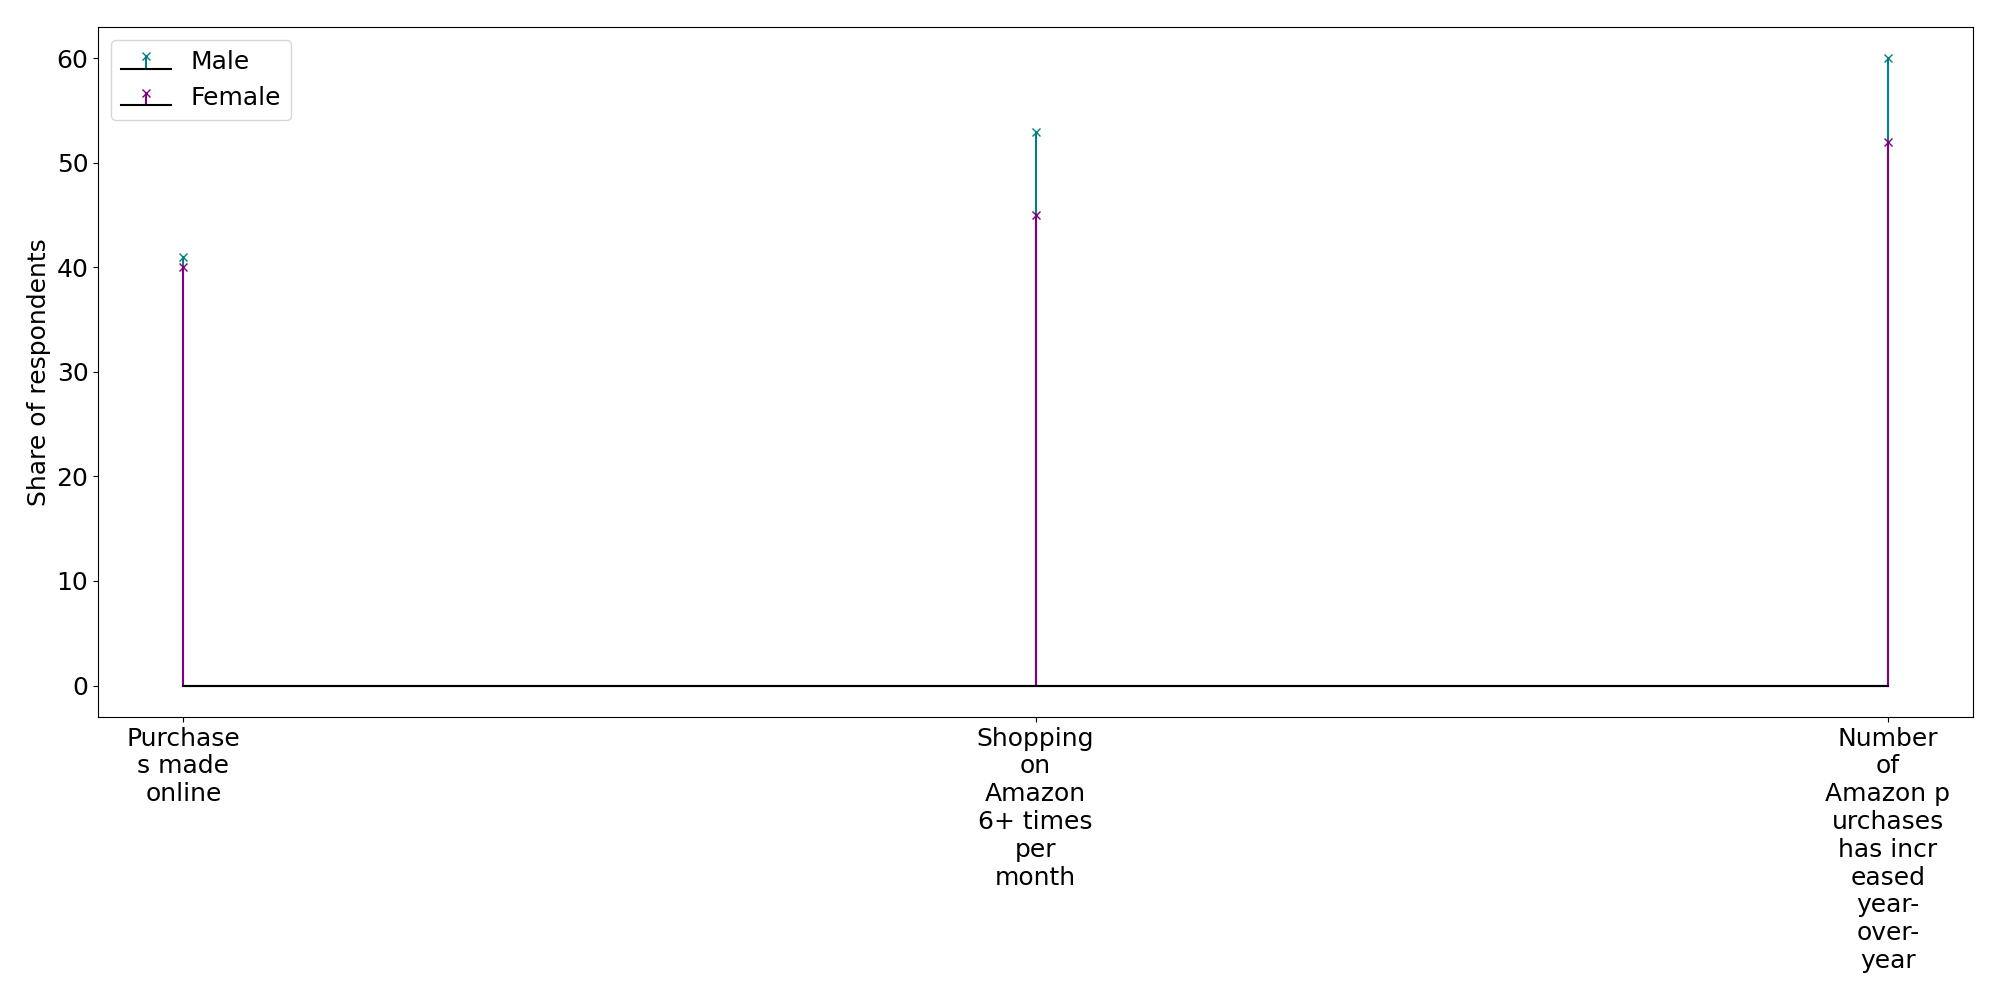 Male
Female
Share of respondents
60
50
40
30
20
10
0
Purchase
s made
online
Shopping
on
Amazon
6+ times
per
month
Number
of
Amazon p
urchases
has incr
eased
year-
over-
year